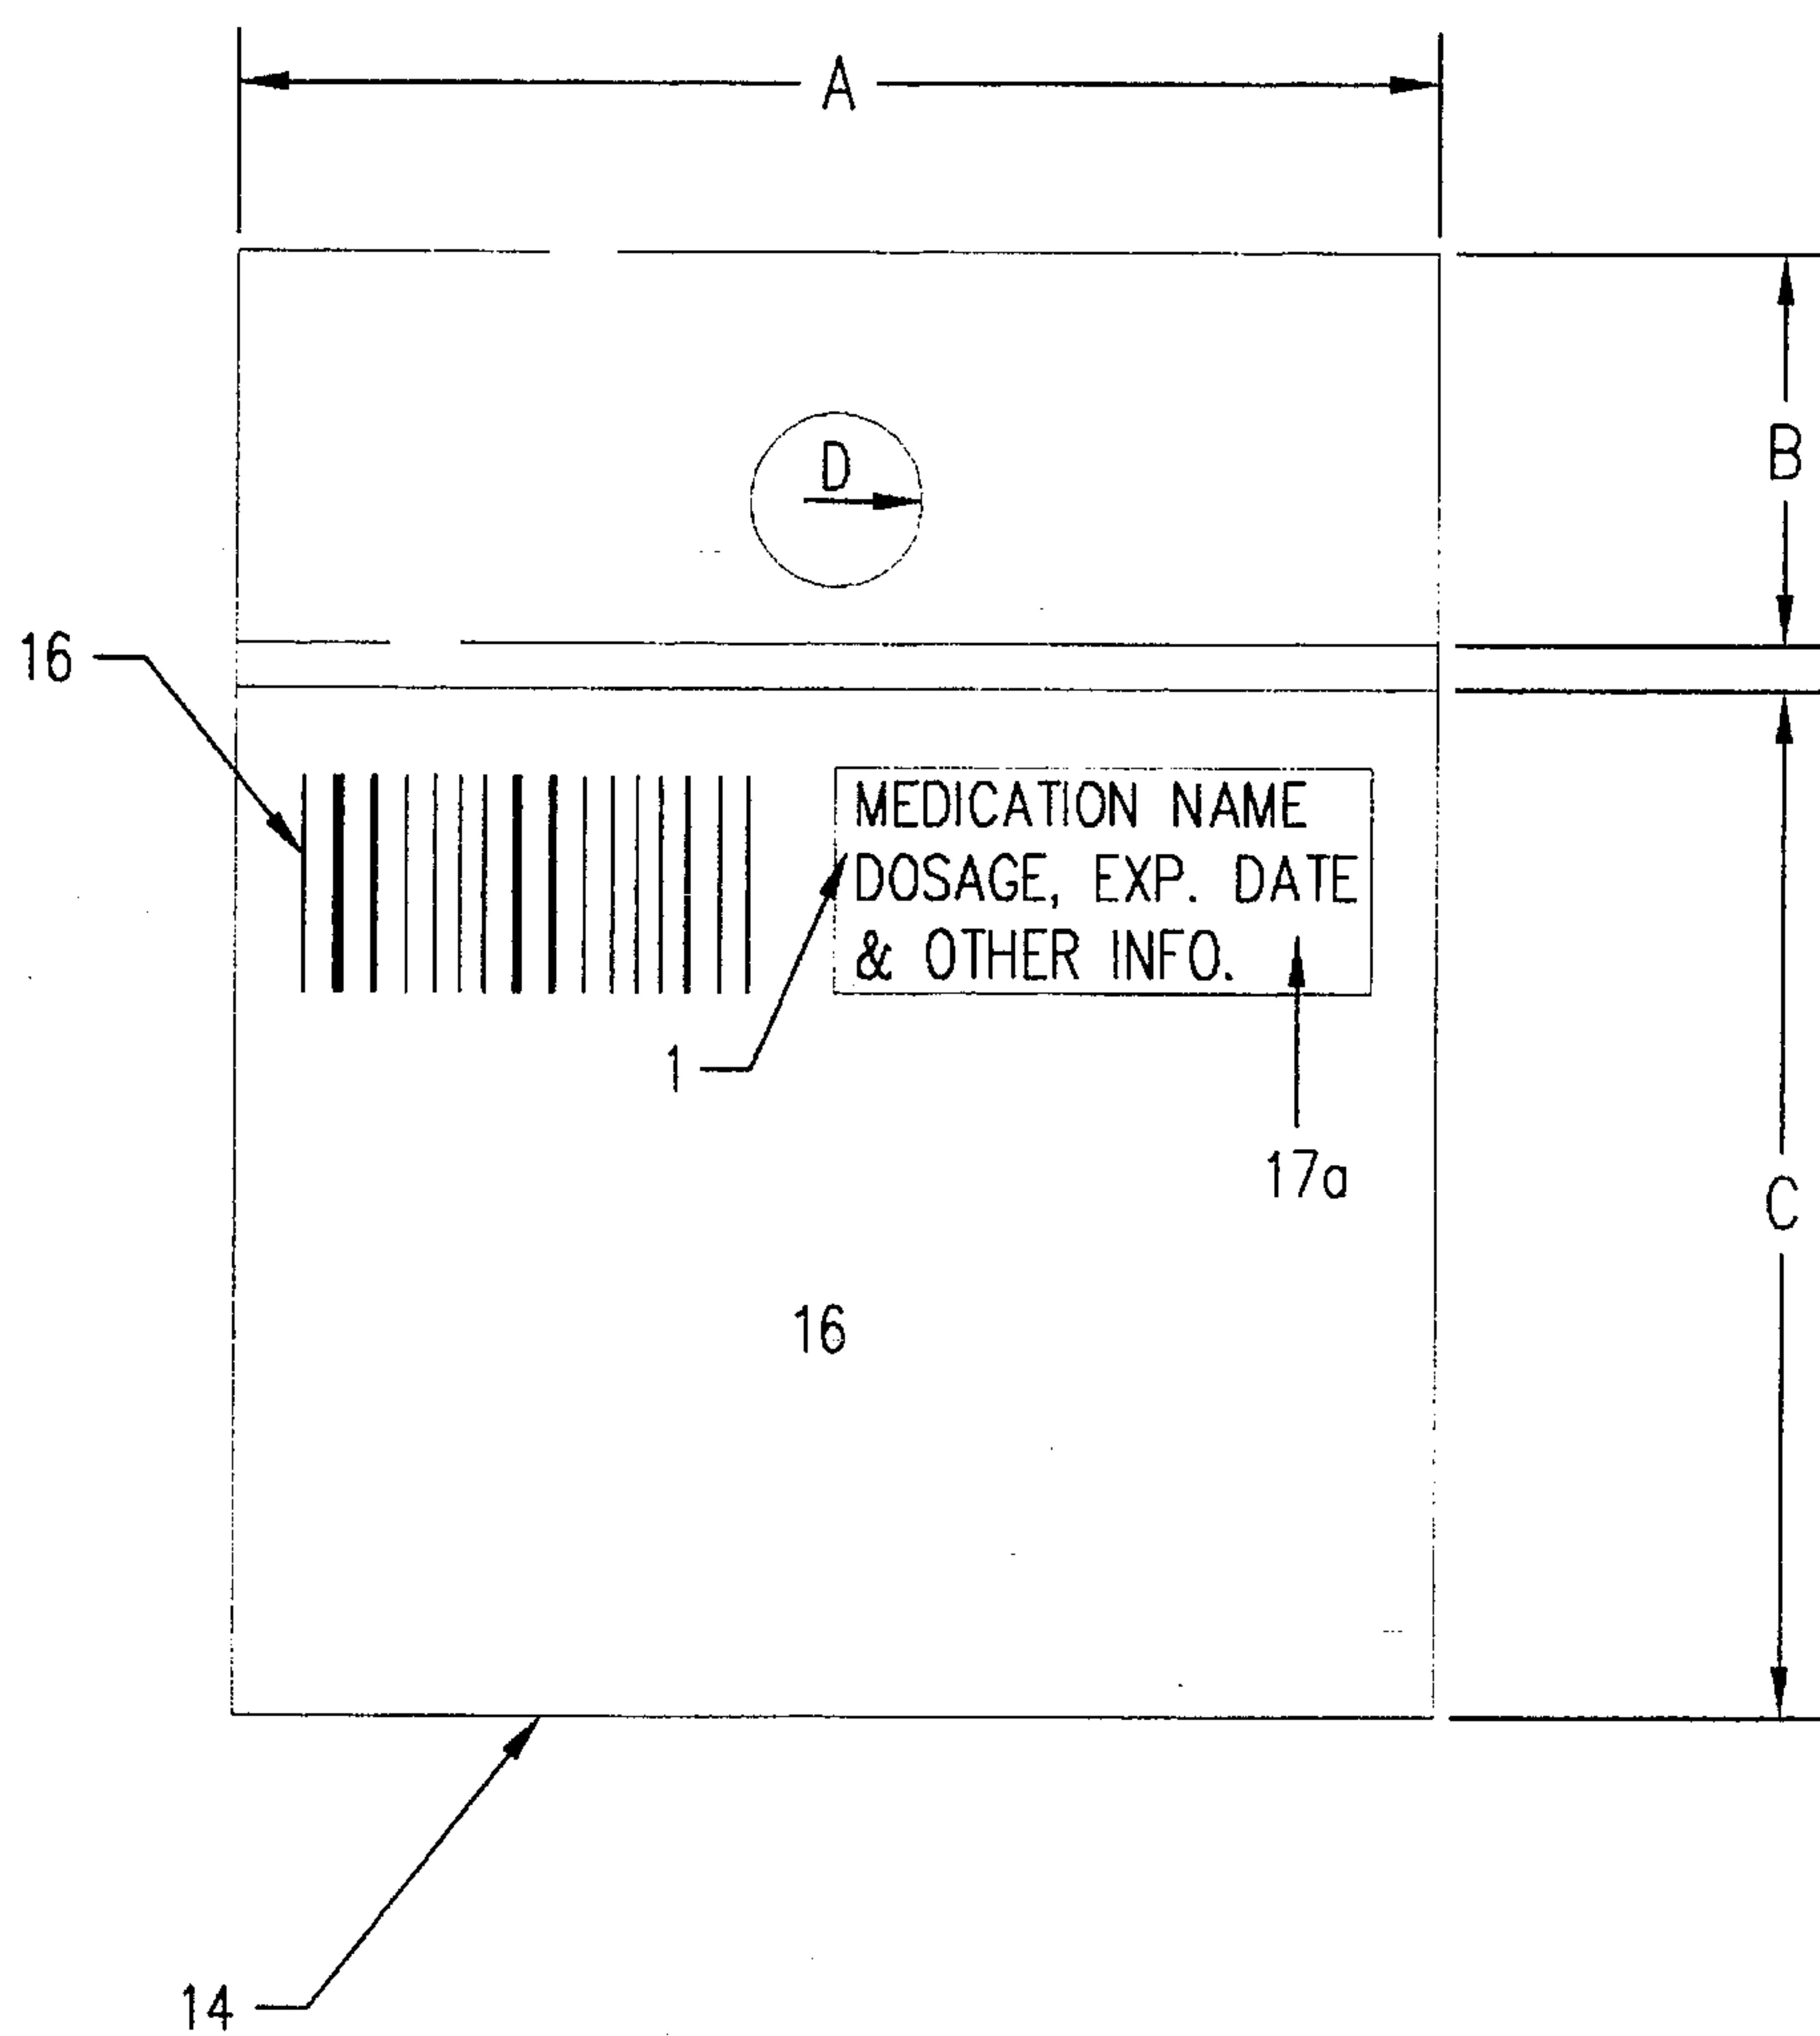 A
B
D
16
MEDICATION NAME
DOSAGE, EXP. DATE
& OTHER INFO.
1
17a
C
16
14